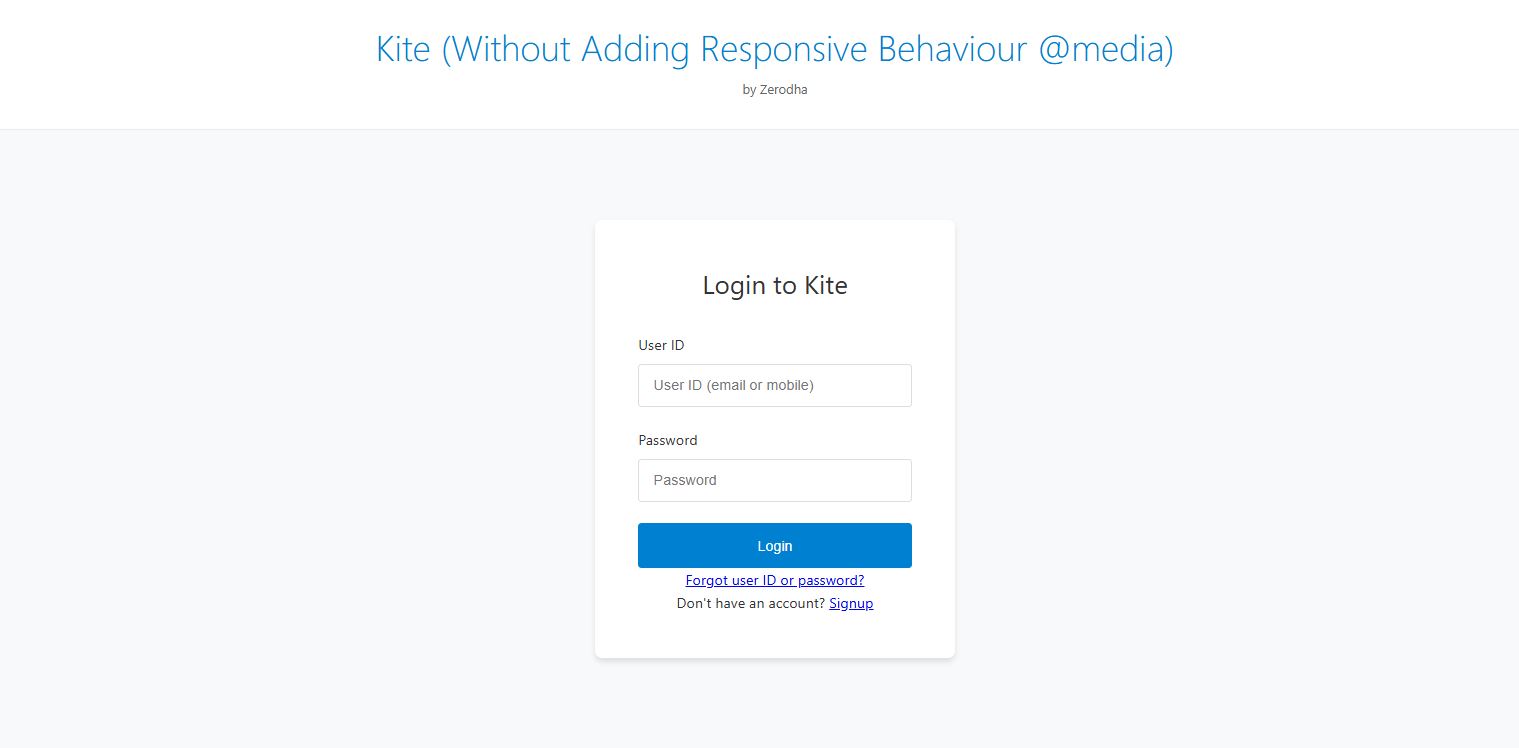 Kite (Without Adding Responsive Behaviour @media)
by Zerodha
Login to Kite
User ID
User ID (email or mobile)
Password
Password
Login
Forgot user ID or password?
Don't have an account? Signup